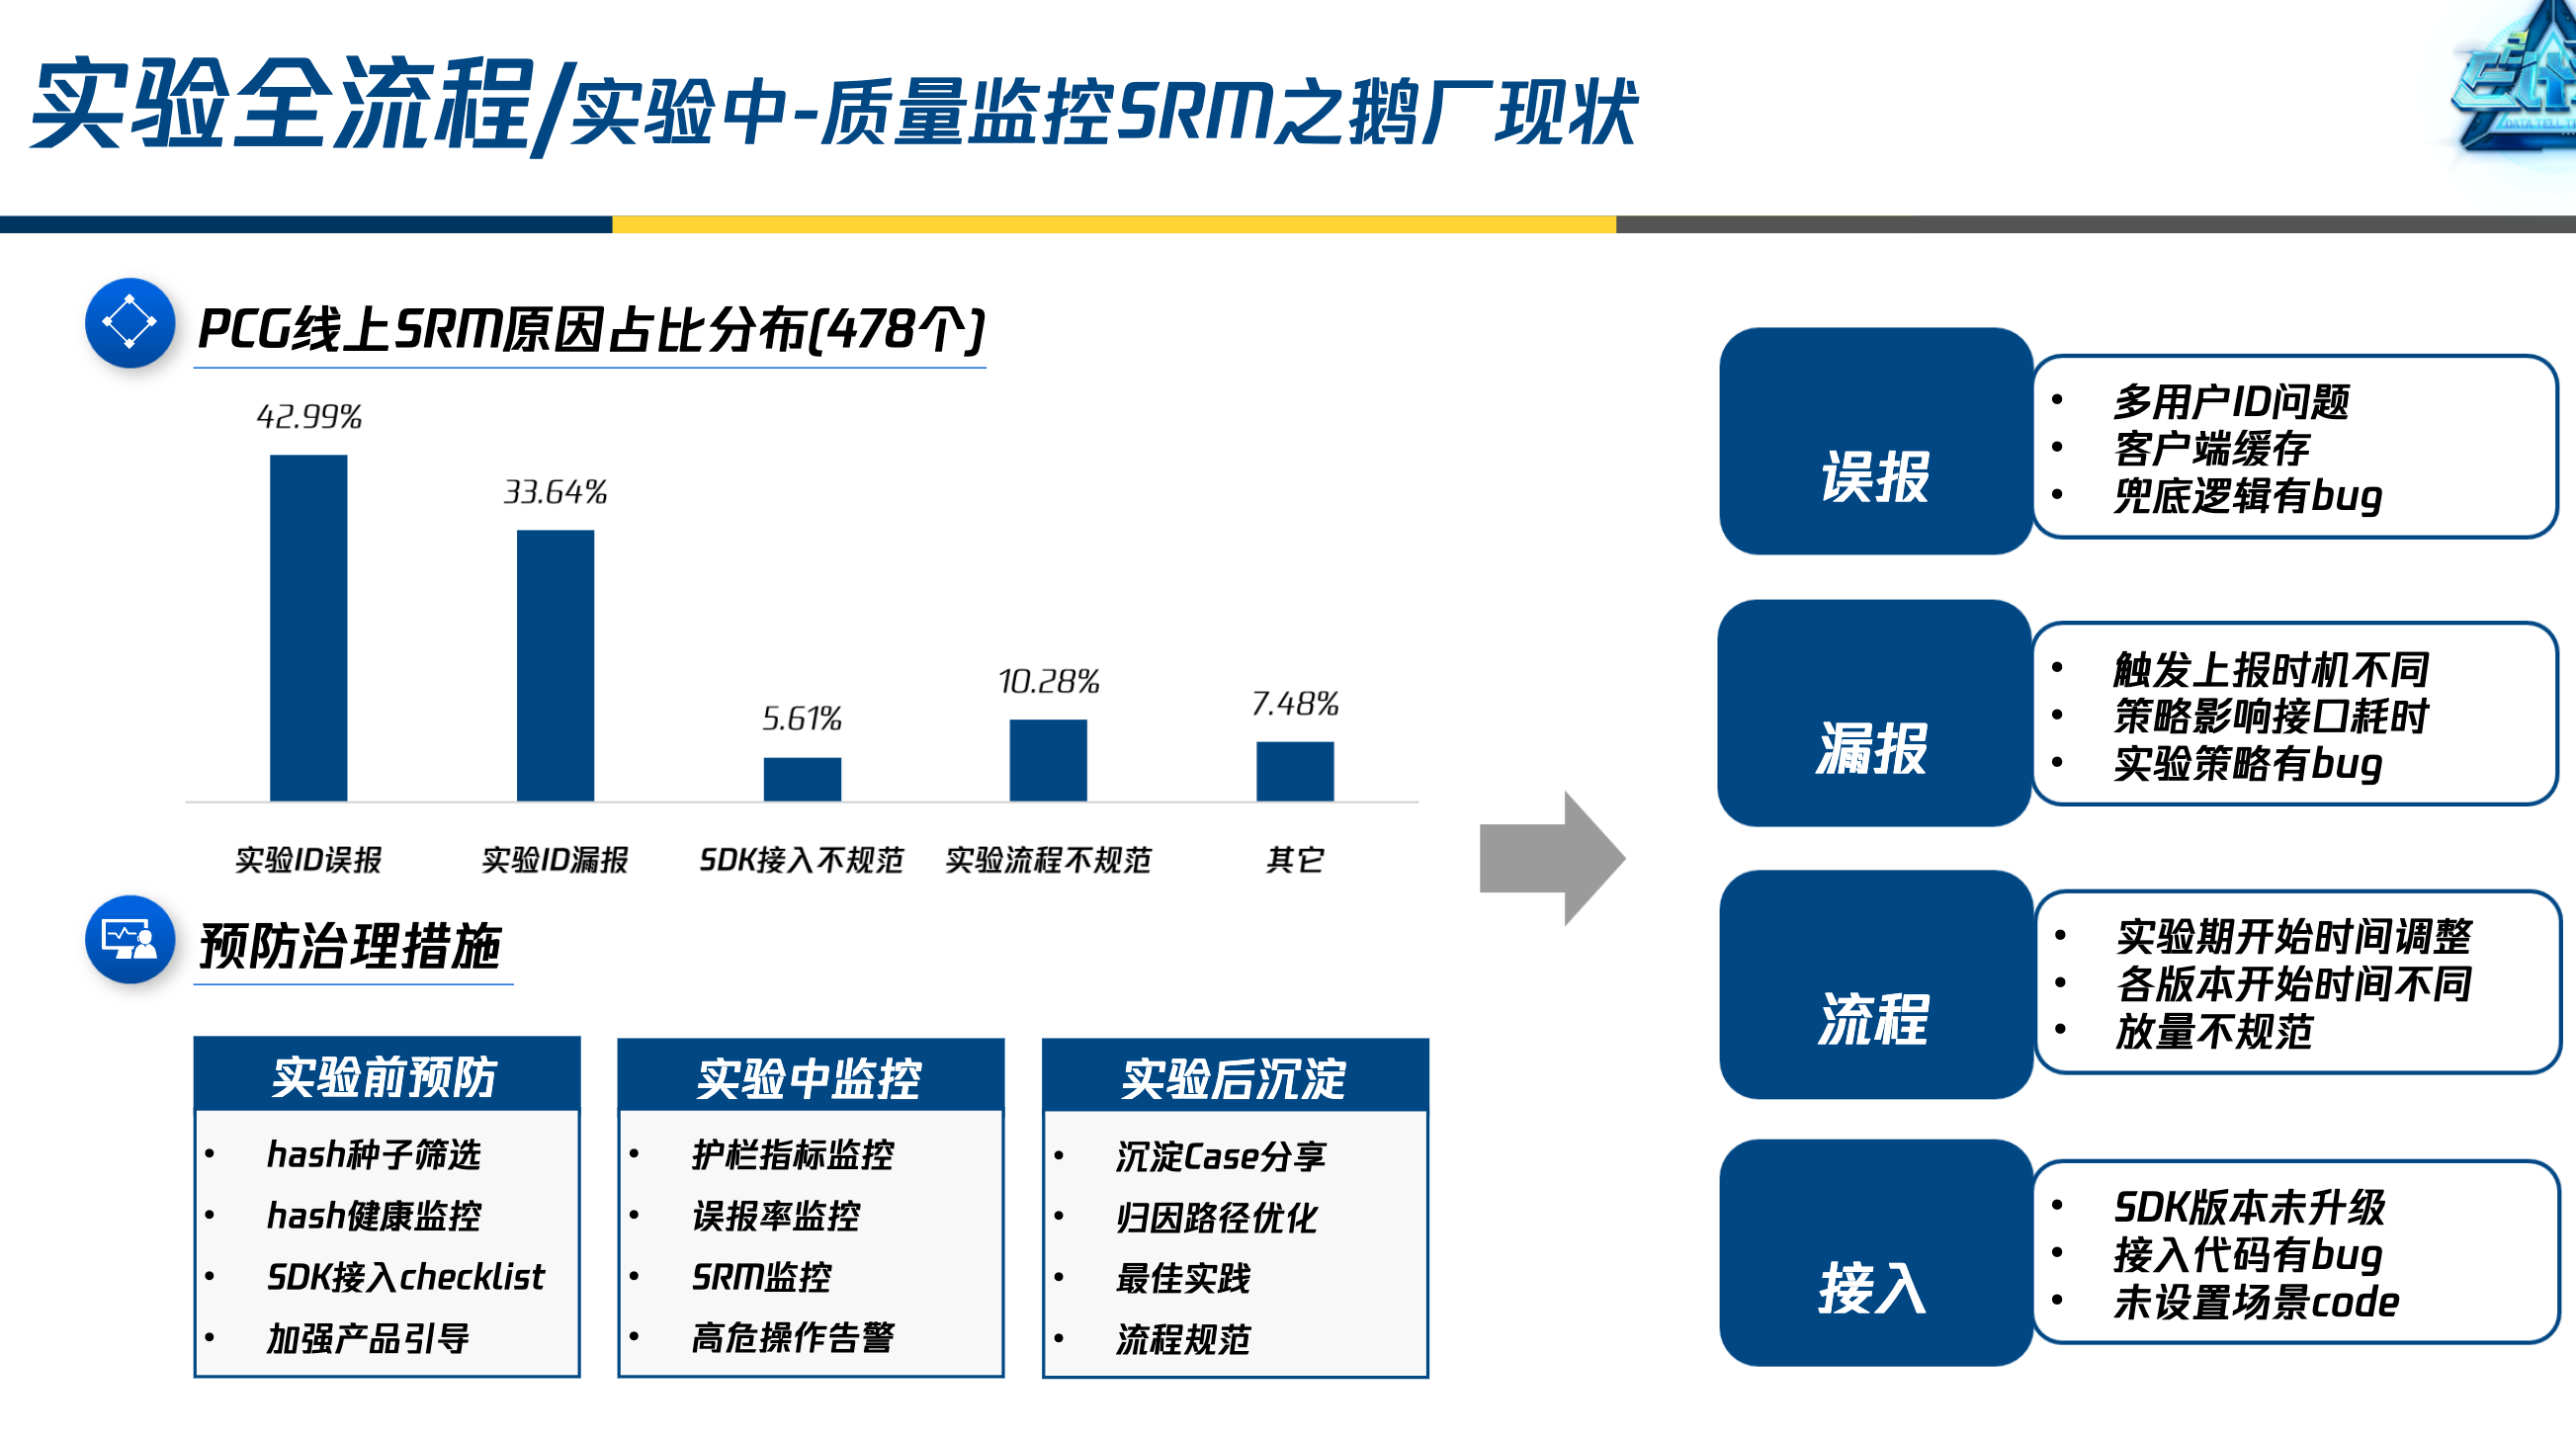 实验全流程/实验中-质量监控SRM之鹅厂现状
DATA TELL
PCG线上SRM原因占比分布(478个)
42.99%
33.64%
5.61%
10.28%
7.48%
实验ID误报
实验ID漏报
SDK接入不规范
实验流程不规范
其它
预防治理措施
实验前预防
• hash种子筛选
• hash健康监控
• SDK接入checklist
• 加强产品引导
实验中监控
• 护栏指标监控
• 误报率监控
• SRM监控
• 高危操作告警
实验后沉淀
• 沉淀Case分享
• 归因路径优化
• 最佳实践
• 流程规范
误报
• 多用户ID问题
• 客户端缓存
• 兜底逻辑有bug
漏报
• 触发上报时机不同
• 策略影响接口耗时
• 实验策略有bug
流程
• 实验期开始时间调整
• 各版本开始时间不同
• 放量不规范
接入
• SDK版本未升级
• 接入代码有bug
• 未设置场景code